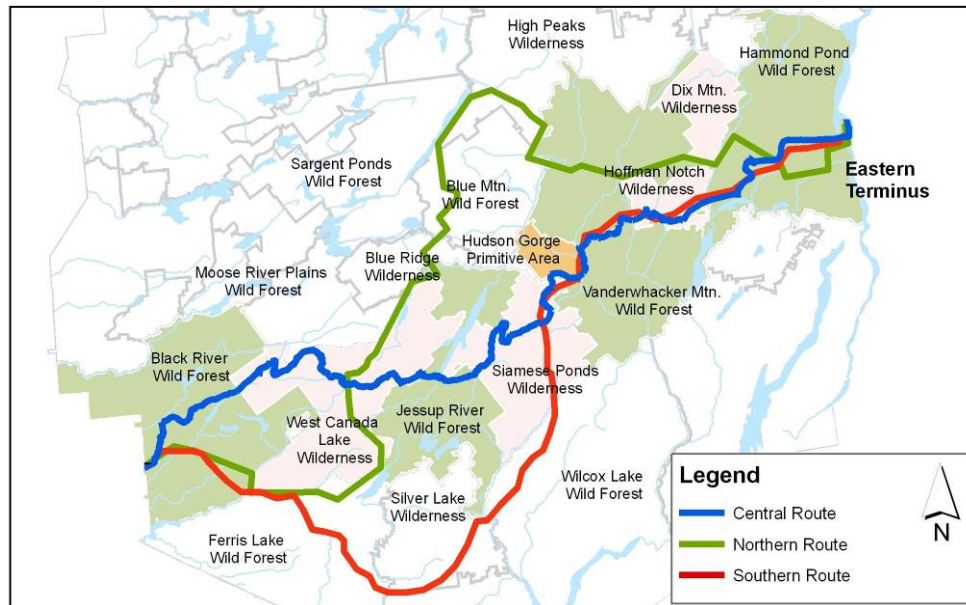 High Peaks
Wilderness
Hammond Pond
Wild Forest
Dix Mtn.
Wilderness
Sargent Ponds
Wild Forest
Blue Mtn.
Wild Forest
Hoffman Notch
Wilderness
Eastern
Terminus
Hudson Gorge
Primitive Area
Blue Ridge
Wilderness
Moose River Plains
Wild Forest
Vanderwhacker Mtn.
Wild Forest
Black River
Wild Forest
Siamese Ponds
Wilderness
West Canada
Lake
Wilderness
Jessup River
Wild Forest
Silver Lake
Wilderness
Wilcox Lake
Wild Forest
Ferris Lake
Wild Forest
Legend
Central Route
Northern Route
Southern Route
N